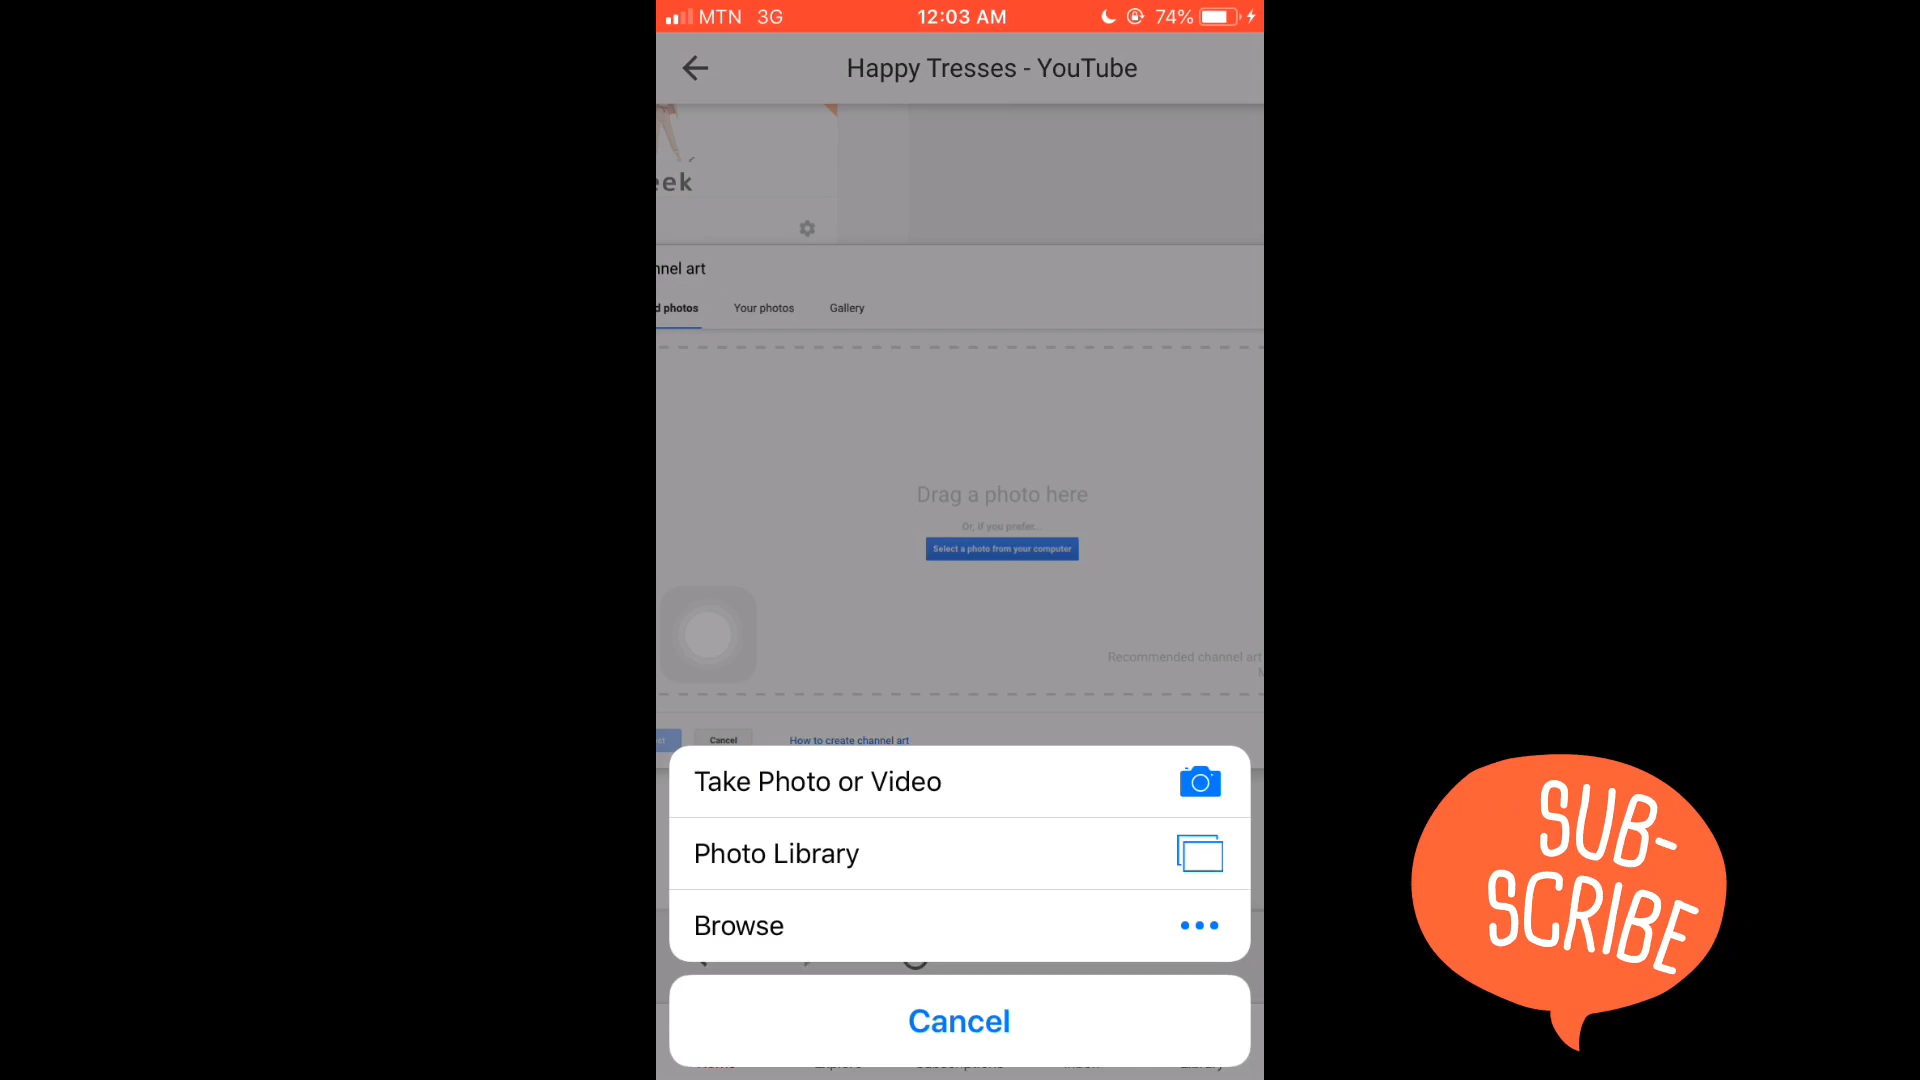 MTN 3G 12:03 AM 74%
Happy Tresses - YouTube
eek
nnel art
d photos Your photos Gallery
Drag a photo here
Or, if you prefer...
Select a photo from your computer
Recommended channel art
Cancel How to create channel art
Take Photo or Video
Photo Library
Browse
Cancel
SUB-
SCRIBE